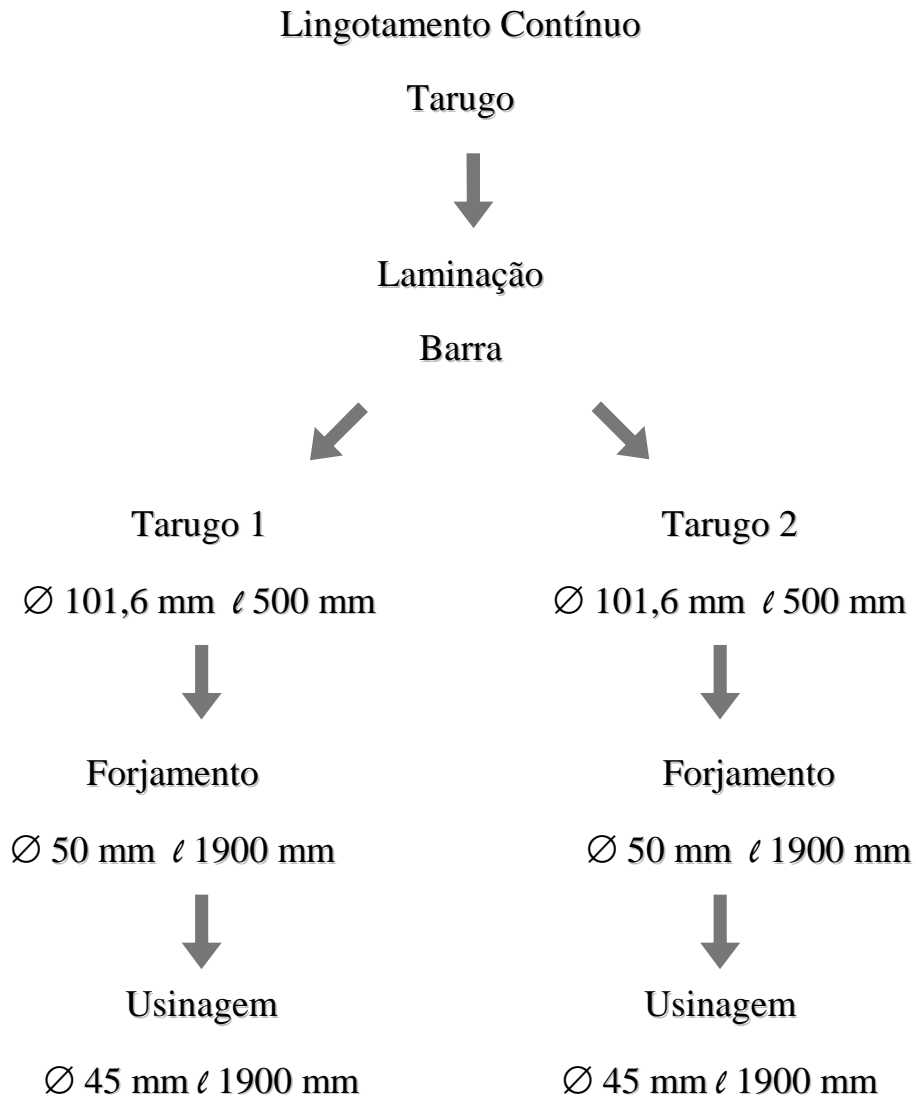 Lingotamento Contínuo
Tarugo
Laminação
Barra
Tarugo 1
∅ 101,6 mm ℓ 500 mm
Forjamento
∅ 50 mm ℓ 1900 mm
Usinagem
∅ 45 mm ℓ 1900 mm
Tarugo 2
∅ 101,6 mm ℓ 500 mm
Forjamento
∅ 50 mm ℓ 1900 mm
Usinagem
∅ 45 mm ℓ 1900 mm